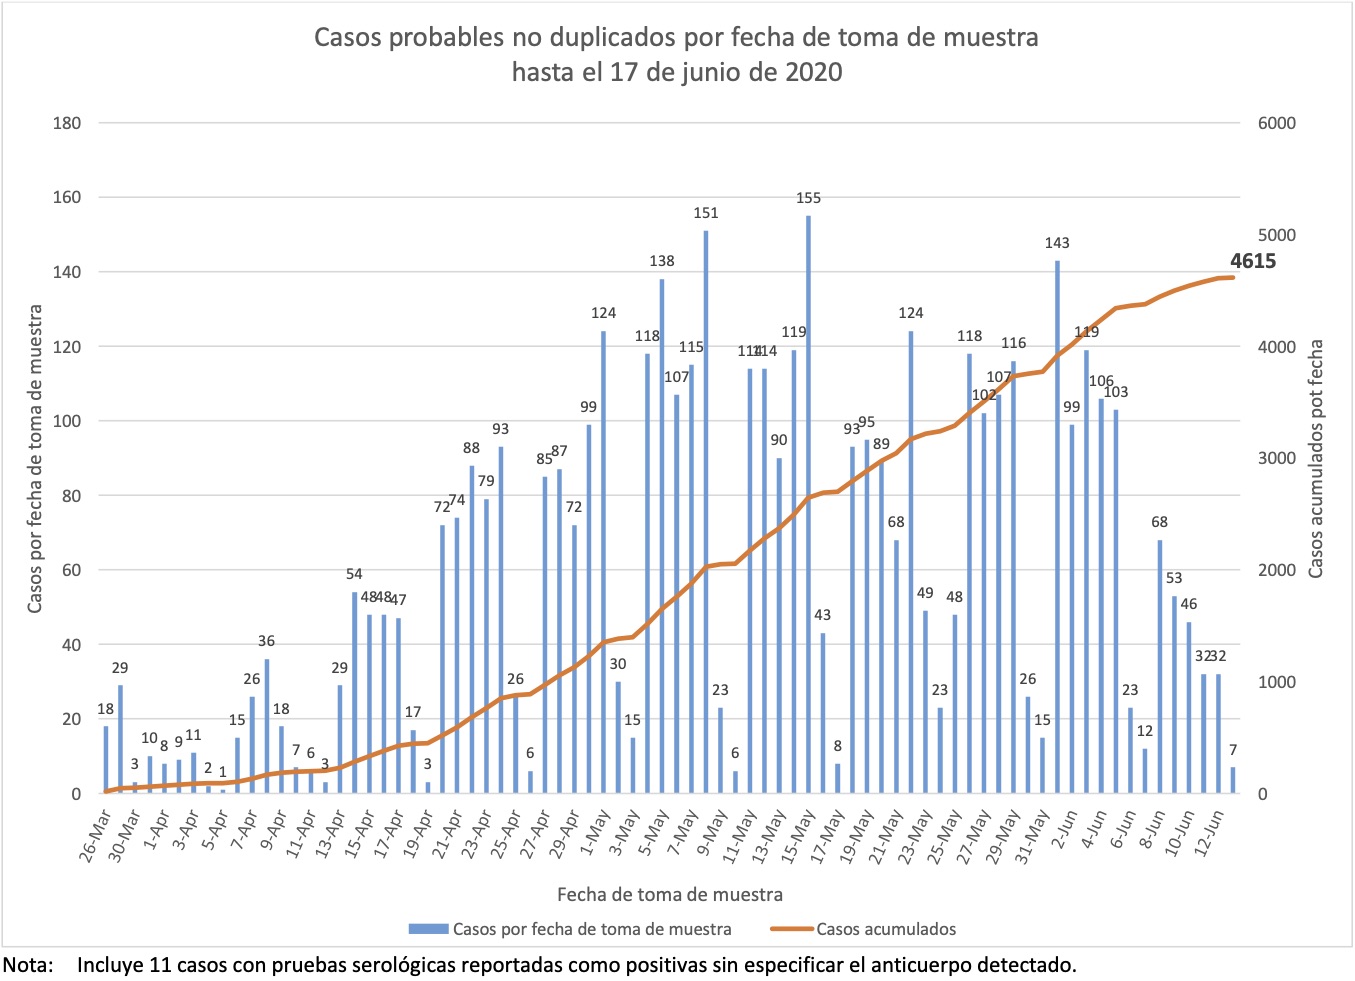 Casos probables no duplicados por fecha de toma de muestra
hasta el 17 de junio de 2020
Casos por fecha de toma de muestra
180
160
140
120
100
80
60
40
20
0
18
29
3
10
8
9
11
2
1
15
26
36
18
7
6
3
29
54
48
48
47
17
3
72
74
88
79
93
26
6
85
87
72
99
124
30
15
118
138
107
115
151
23
6
114
114
90
119
155
43
8
93
95
89
68
124
49
23
48
118
102
107
116
26
15
143
99
119
106
103
23
12
68
53
46
32
32
7
4615
6000
5000
4000
3000
2000
1000
0
Casos acumulados pot fecha
26-Mar
30-Mar
1-Apr
3-Apr
5-Apr
7-Apr
9-Apr
11-Apr
13-Apr
15-Apr
17-Apr
19-Apr
21-Apr
23-Apr
25-Apr
27-Apr
29-Apr
1-May
3-May
5-May
7-May
9-May
11-May
13-May
15-May
17-May
19-May
21-May
23-May
25-May
27-May
29-May
31-May
2-Jun
4-Jun
6-Jun
8-Jun
10-Jun
12-Jun
Fecha de toma de muestra
Casos por fecha de toma de muestra
Casos acumulados
Nota: Incluye 11 casos con pruebas serológicas reportadas como positivas sin especificar el anticuerpo detectado.